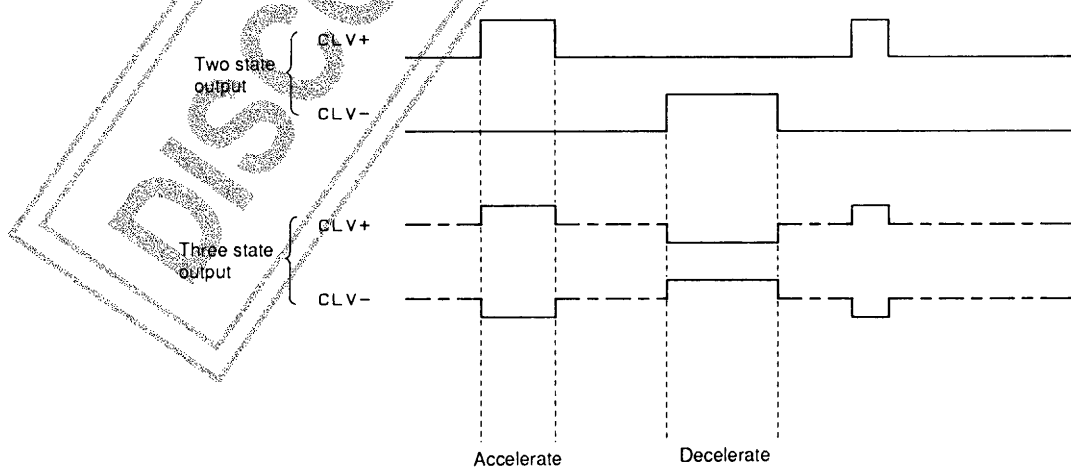 CLV+
Two state
output
CLV-
CLV+
Three state
output
CLV-
Accelerate
Decelerate